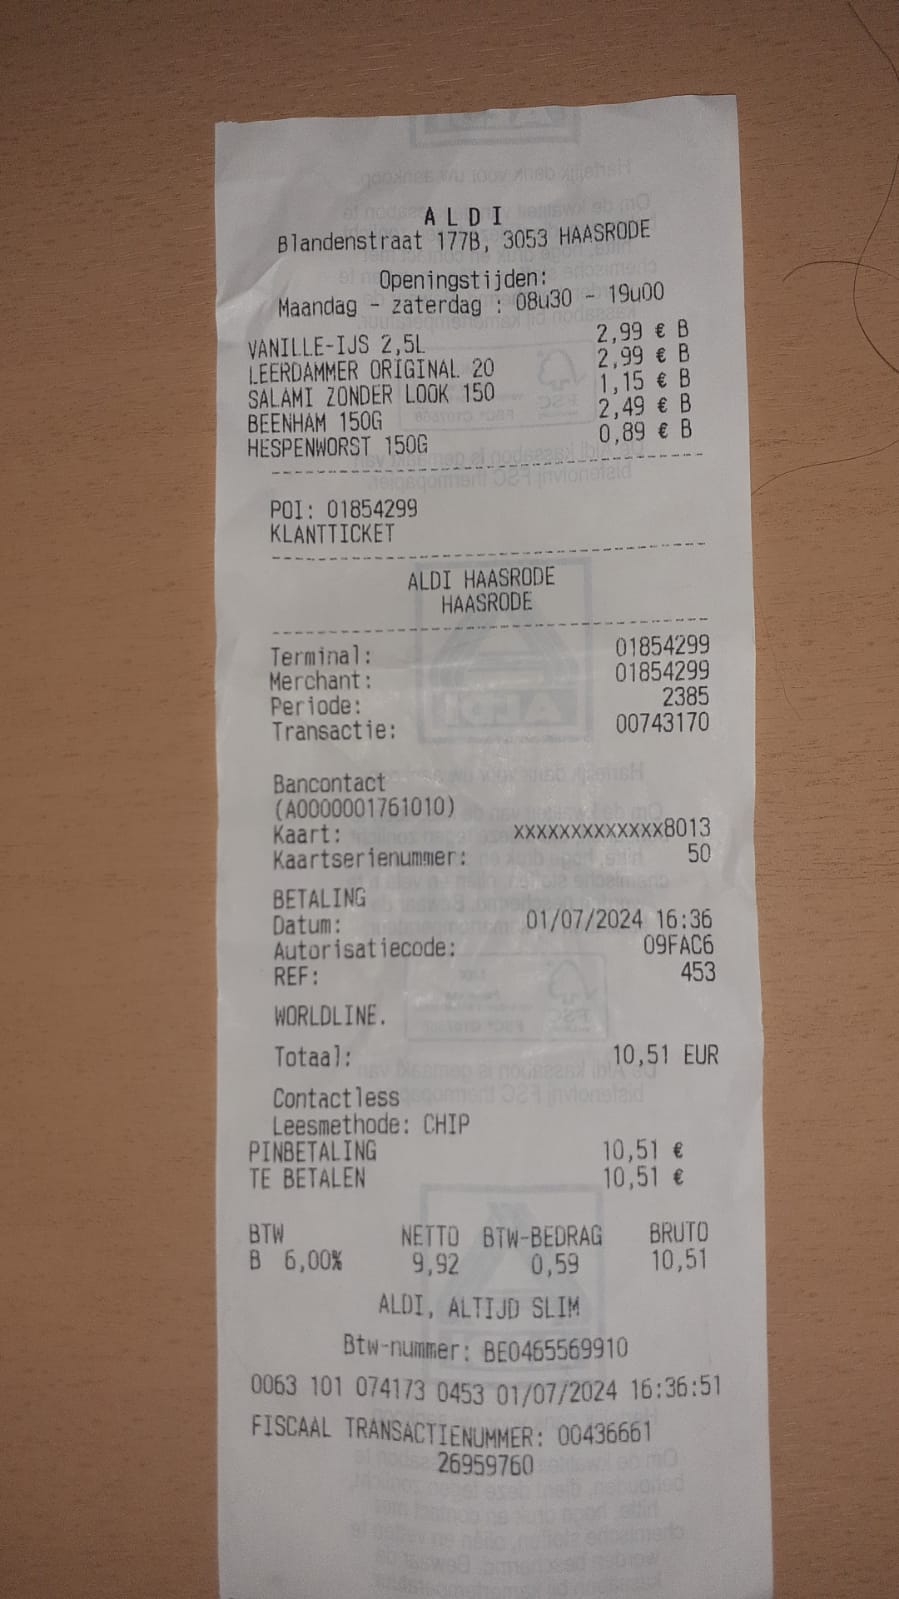 ALDI
Blandenstraat 177B, 3053 HAASRODE
Openingstijden:
Maandag - zaterdag : 08u30 - 19u00
VANILLE-IJS 2,5L 2,99 € B
LEERDAMMER ORIGINAL 20 2,99 € B
SALAMI ZONDER LOOK 150 1,15 € B
BEENHAM 150G 2,49 € B
HESPENWORST 150G 0,89 € B
POI: 01854299
KLANTTICKET
ALDI HAASRODE
HAASRODE
Terminal: 01854299
Merchant: 01854299
Periode: 2385
Transactie: 00743170
Bancontact
(A0000001761010)
Kaart: xxxxxxxxxxxxx8013
Kaartserienummer: 50
BETALING
Datum: 01/07/2024 16:36
Autorisatiecode: 09FAC6
REF: 453
WORLDLINE.
Totaal: 10,51 EUR
Contactless
Leesmethode: CHIP
PINBETALING 10,51 €
TE BETALEN 10,51 €
BTW NETTO BTW-BEDRAG BRUTO
B 6,00% 9,92 0,59 10,51
ALDI, ALTIJD SLIM
Btw-nummer: BE0465569910
0063 101 074173 0453 01/07/2024 16:36:51
FISCAAL TRANSACTIENUMMER: 00436661
26959760